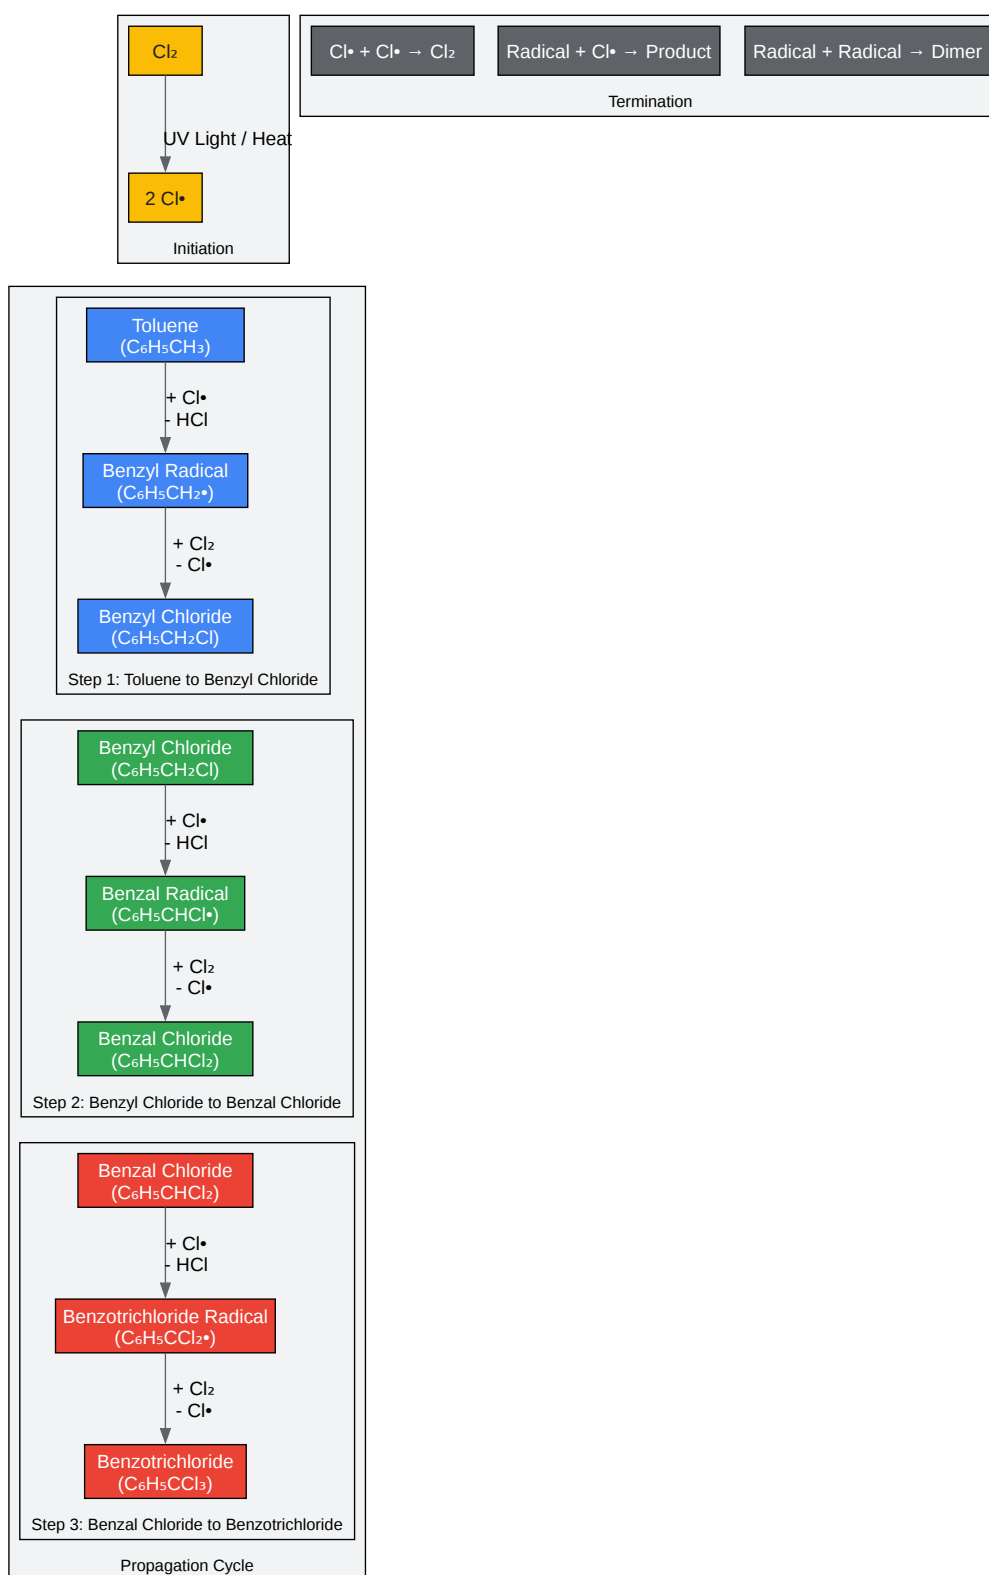 Cl₂
UV Light / Heat
2 Cl•
Initiation
Cl• + Cl• → Cl₂
Radical + Cl• → Product
Radical + Radical → Dimer
Termination
Toluene
(C₆H₅CH₃)
+ Cl•
- HCl
Benzyl Radical
(C₆H₅CH₂•)
+ Cl₂
- Cl•
Benzyl Chloride
(C₆H₅CH₂Cl)
Step 1: Toluene to Benzyl Chloride
Benzyl Chloride
(C₆H₅CH₂Cl)
+ Cl•
- HCl
Benzal Radical
(C₆H₅CHCl•)
+ Cl₂
- Cl•
Benzal Chloride
(C₆H₅CHCl₂)
Step 2: Benzyl Chloride to Benzal Chloride
Benzal Chloride
(C₆H₅CHCl₂)
+ Cl•
- HCl
Benzotrichloride Radical
(C₆H₅CCl₂•)
+ Cl₂
- Cl•
Benzotrichloride
(C₆H₅CCl₃)
Step 3: Benzal Chloride to Benzotrichloride
Propagation Cycle